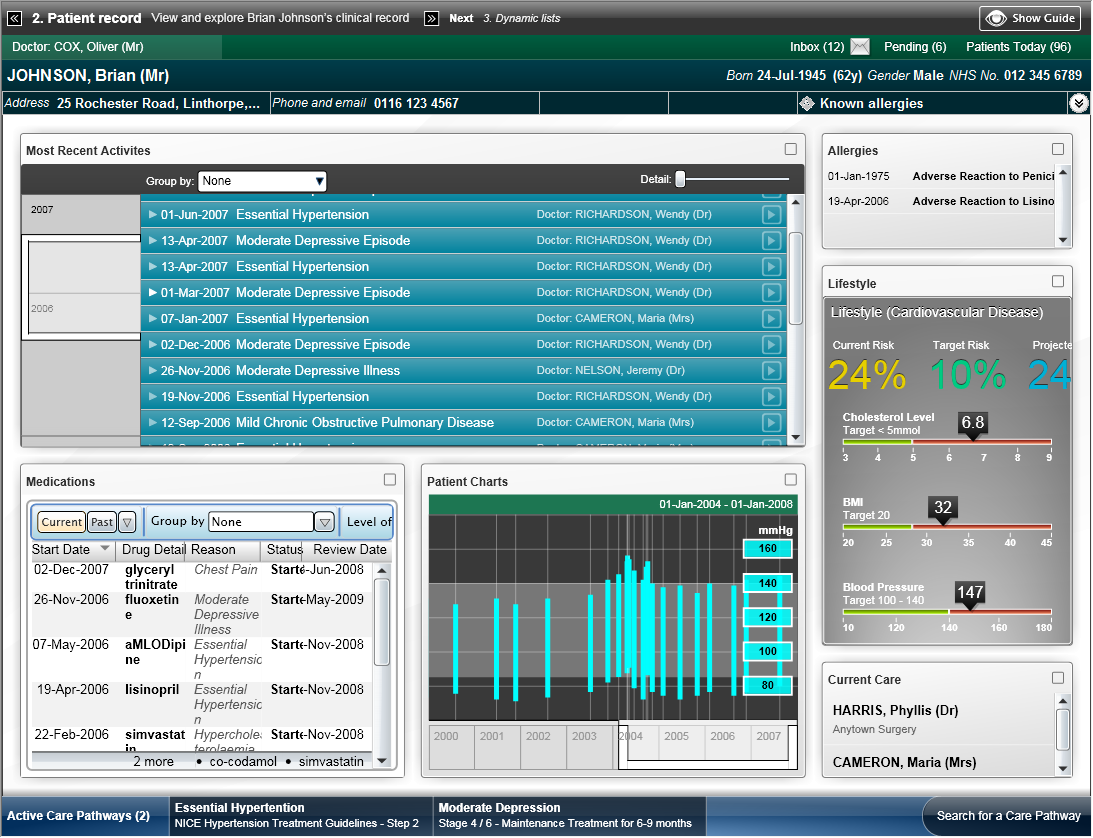 2. Patient record View and explore Brian Johnson's clinical record Next 3. Dynamic lists Show Guide
Doctor: COX, Oliver (Mr) Inbox (12) Pending (6) Patients Today (96)
JOHNSON, Brian (Mr) Born 24-Jul-1945 (62y) Gender Male NHS No. 012 345 6789
Address 25 Rochester Road, Linthorpe,... Phone and email 0116 123 4567 Known allergies
Most Recent Activites
Group by: None Detail:
2007
2006
01-Jun-2007 Essential Hypertension Doctor: RICHARDSON, Wendy (Dr)
13-Apr-2007 Moderate Depressive Episode Doctor: RICHARDSON, Wendy (Dr)
13-Apr-2007 Essential Hypertension Doctor: RICHARDSON, Wendy (Dr)
01-Mar-2007 Moderate Depressive Episode Doctor: RICHARDSON, Wendy (Dr)
07-Jan-2007 Essential Hypertension Doctor: CAMERON, Maria (Mrs)
02-Dec-2006 Moderate Depressive Episode Doctor: RICHARDSON, Wendy (Dr)
26-Nov-2006 Moderate Depressive Illness Doctor: NELSON, Jeremy (Dr)
19-Nov-2006 Essential Hypertension Doctor: RICHARDSON, Wendy (Dr)
12-Sep-2006 Mild Chronic Obstructive Pulmonary Disease Doctor: CAMERON, Maria (Mrs)
Allergies
01-Jan-1975 Adverse Reaction to Penici
19-Apr-2006 Adverse Reaction to Lisino
Lifestyle
Lifestyle (Cardiovascular Disease)
Current Risk Target Risk Projecte
24% 10% 24
Cholesterol Level
Target < 5mmol 6.8
3 4 5 6 7 8 9
BMI
Target 20 32
20 25 30 35 40 45
Blood Pressure
Target 100 - 140 147
10 120 140 160 180
Medications
Current Past Group by None Level of
Start Date Drug Detail Reason Status Review Date
02-Dec-2007 glyceryl Chest Pain Starte -Jun-2008
trinitrate
26-Nov-2006 fluoxetin Moderate Starte -May-2009
e Depressive
Illness
07-May-2006 aMLODipi Essential Starte -Nov-2008
ne Hypertensic
n
19-Apr-2006 lisinopril Essential Starte -Nov-2008
Hypertensic
n
22-Feb-2006 simvastat Hyperchole Starte -Nov-2008
in terolaemia
2 more • co-codamol • simvastatin
Patient Charts
01-Jan-2004 - 01-Jan-2008
mmHg
160
140
120
100
80
2000 2001 2002 2003 2004 2005 2006 2007
Current Care
HARRIS, Phyllis (Dr)
Anytown Surgery
CAMERON, Maria (Mrs)
Active Care Pathways (2)
Essential Hypertention
NICE Hypertension Treatment Guidelines - Step 2
Moderate Depression
Stage 4 / 6 - Maintenance Treatment for 6-9 months
Search for a Care Pathway